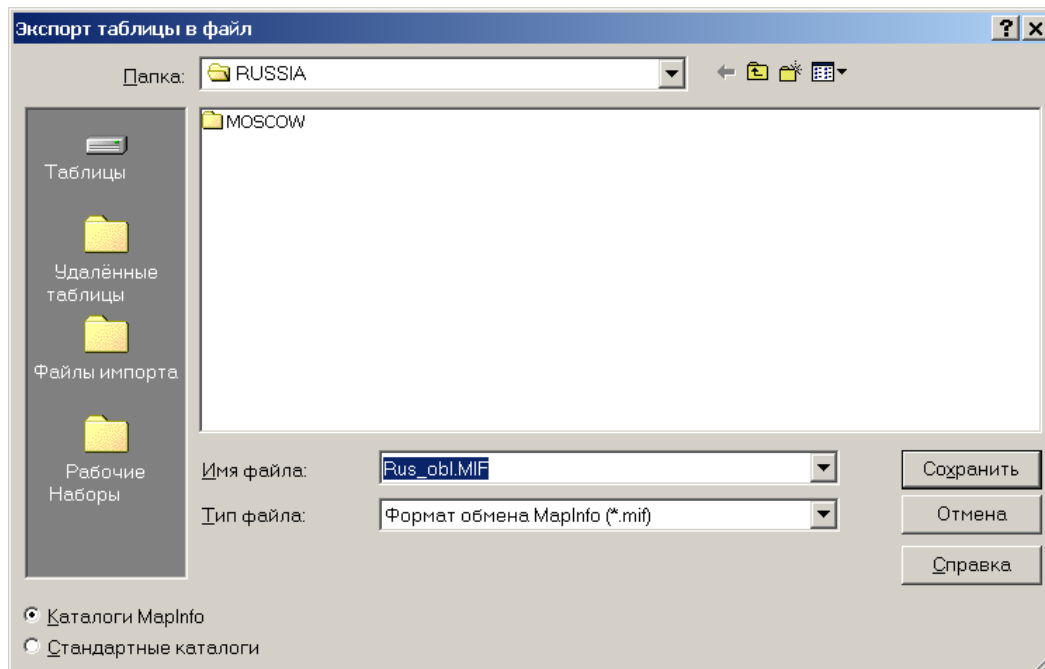 Экспорт таблицы в файл
Папка: RUSSIA
MOSCOW
Таблицы
Удалённые
таблицы
Файлы импорта
Рабочие
Наборы
Имя файла: Rus_obl.MIF Сохранить
Тип файла: Формат обмена MapInfo (*.mif) Отмена
Справка
Каталоги MapInfo
Стандартные каталоги